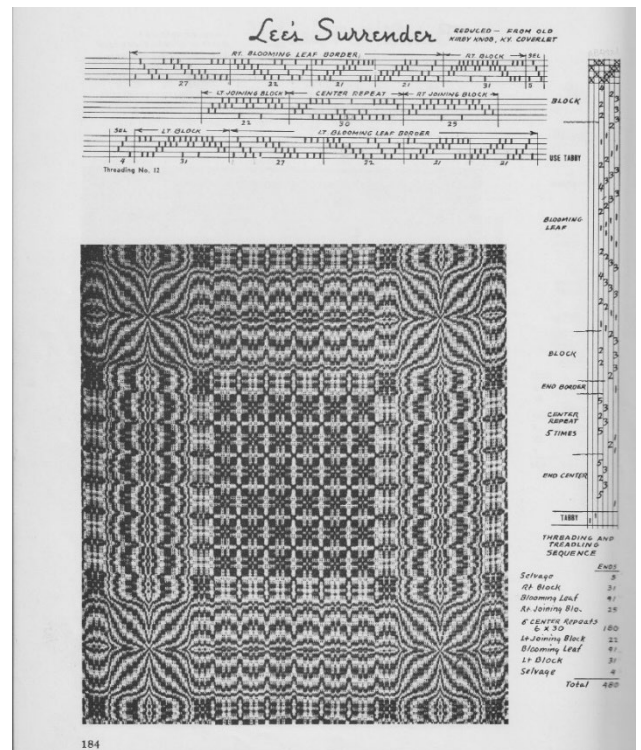 Lee's Surrender
REDUCED – FROM OLD
KIRBY KNOB, KY. COVERLET
RT. BLOOMING LEAF BORDER
RT. BLOCK
SEL
27
22
21
21
31
5
LT JOINING BLOCK
CENTER REPEAT
RT JOINING BLOCK
22
30
25
SEL
LT. BLOCK
LT. BLOOMING LEAF BORDER
4
31
27
22
21
21
Threading No. 12
BLOCK
USE TABBY
BLOOMING
LEAF
BLOCK
END BORDER
CENTER
REPEAT
5 TIMES
END CENTER
TABBY
THREADING AND
TREADLING
SEQUENCE
ENDS
Selvage 5
Rt Block 31
Blooming Leaf 91
Rt. Joining Blo. 25
6 CENTER Repeats
6 X 30 180
Lt Joining Block 22
Blooming Leaf 91
Lt Block 31
Selvage 4
Total 480
184